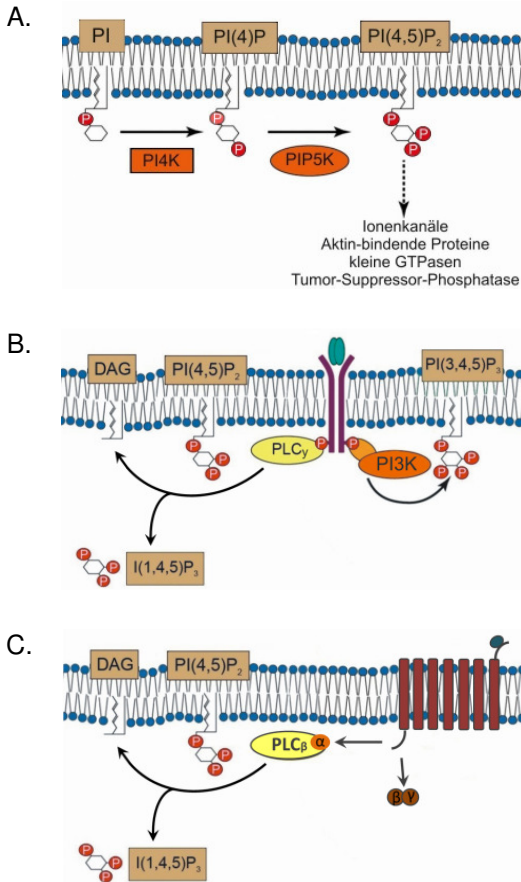 A.
PI
PI(4)P
PI(4,5)P₂
P
P
P
P
P
P
PI4K
PIP5K
Ionenkanäle
Aktin-bindende Proteine
kleine GTPasen
Tumor-Suppressor-Phosphatase
B.
DAG
PI(4,5)P₂
PI(3,4,5)P₃
PLCγ
P
P
PI3K
P
P
P
P
P
P
P
P
P
P
I(1,4,5)P₃
C.
DAG
PI(4,5)P₂
P
P
P
PLCβ
α
β
γ
P
P
P
I(1,4,5)P₃